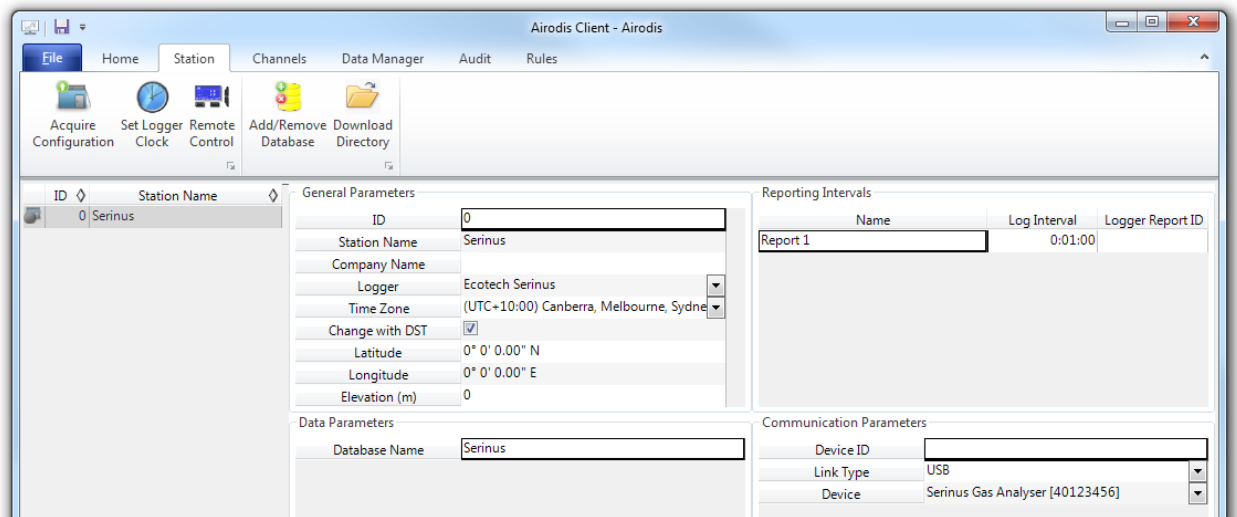 Airodis Client - Airodis
File Home Station Channels Data Manager Audit Rules
Acquire Configuration Set Logger Clock Remote Control Add/Remove Database Download Directory
ID Station Name
0 Serinus
General Parameters
ID 0
Station Name Serinus
Company Name
Logger Ecotech Serinus
Time Zone (UTC+10:00) Canberra, Melbourne, Sydne
Change with DST
Latitude 0° 0' 0.00" N
Longitude 0° 0' 0.00" E
Elevation (m) 0
Reporting Intervals
Name Log Interval Logger Report ID
Report 1 0:01:00
Data Parameters
Database Name Serinus
Communication Parameters
Device ID
Link Type USB
Device Serinus Gas Analyser [40123456]